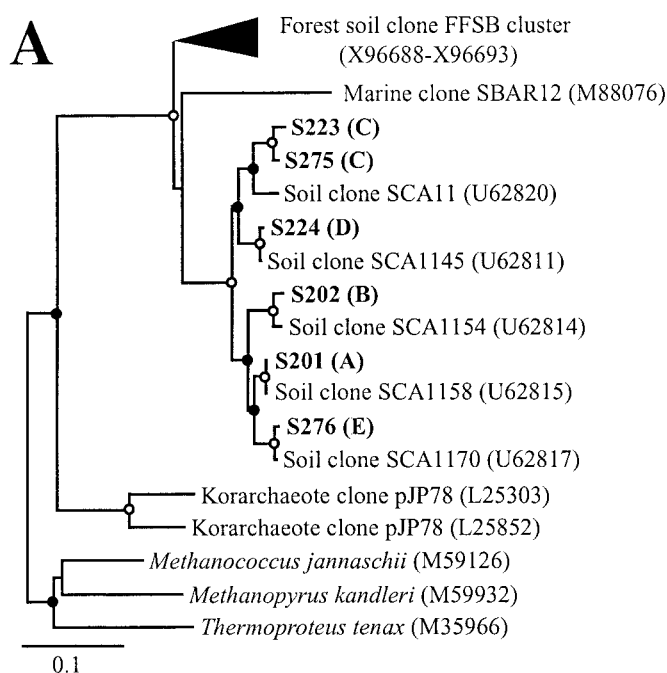 A
Forest soil clone FFSB cluster
(X96688-X96693)
Marine clone SBAR12 (M88076)
S223 (C)
S275 (C)
Soil clone SCA11 (U62820)
S224 (D)
Soil clone SCA1145 (U62811)
S202 (B)
Soil clone SCA1154 (U62814)
S201 (A)
Soil clone SCA1158 (U62815)
S276 (E)
Soil clone SCA1170 (U62817)
Korarchaeote clone pJP78 (L25303)
Korarchaeote clone pJP78 (L25852)
Methanococcus jannaschii (M59126)
Methanopyrus kandleri (M59932)
Thermoproteus tenax (M35966)
0.1